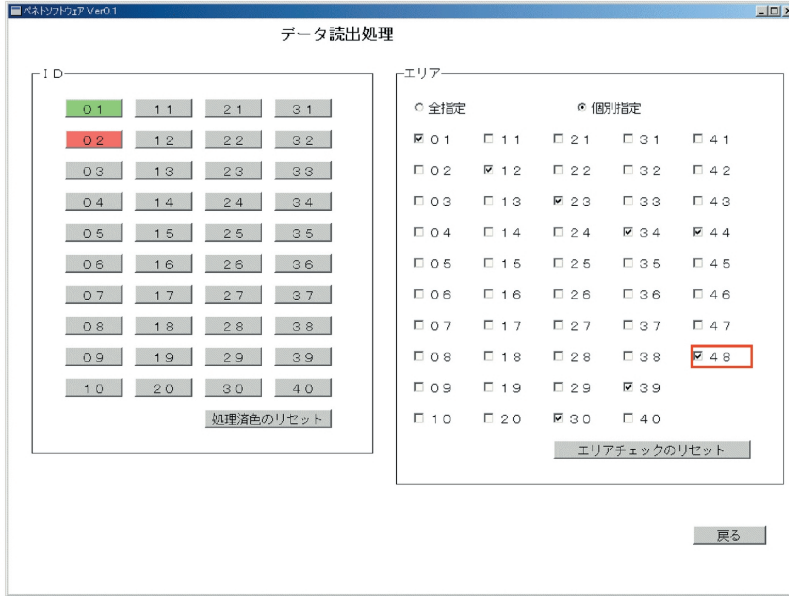 ペネトソフトウェア Ver0.1
データ読出処理
ID
01 11 21 31
02 12 22 32
03 13 23 33
04 14 24 34
05 15 25 35
06 16 26 36
07 17 27 37
08 18 28 38
09 19 29 39
10 20 30 40
処理済色のリセット
エリア
全指定 個別指定
01 11 21 31 41
02 12 22 32 42
03 13 23 33 43
04 14 24 34 44
05 15 25 35 45
06 16 26 36 46
07 17 27 37 47
08 18 28 38 48
09 19 29 39
10 20 30 40
エリアチェックのリセット
戻る